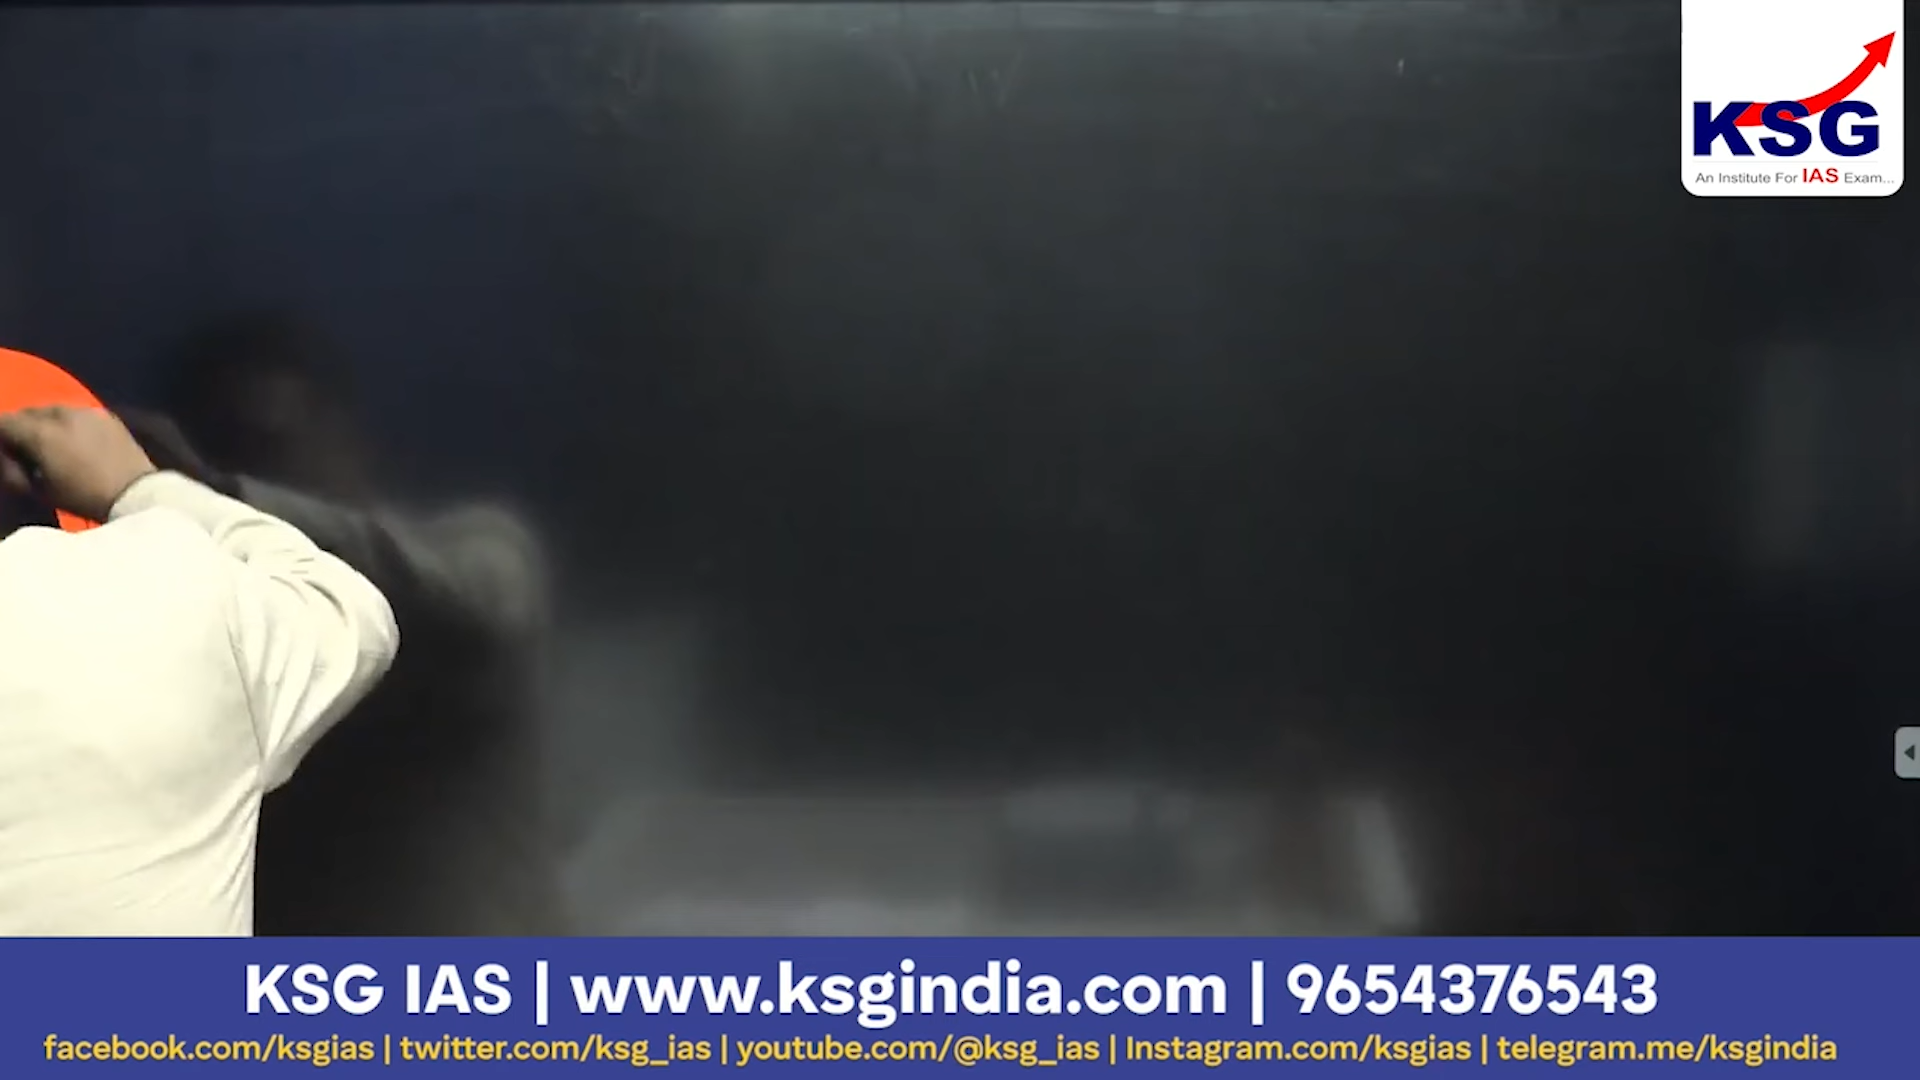 KSG
An Institute For IAS Exam...
KSG IAS | www.ksgindia.com | 9654376543
facebook.com/ksgias | twitter.com/ksg_ias | youtube.com/@ksg_ias | Instagram.com/ksgias | telegram.me/ksgindia